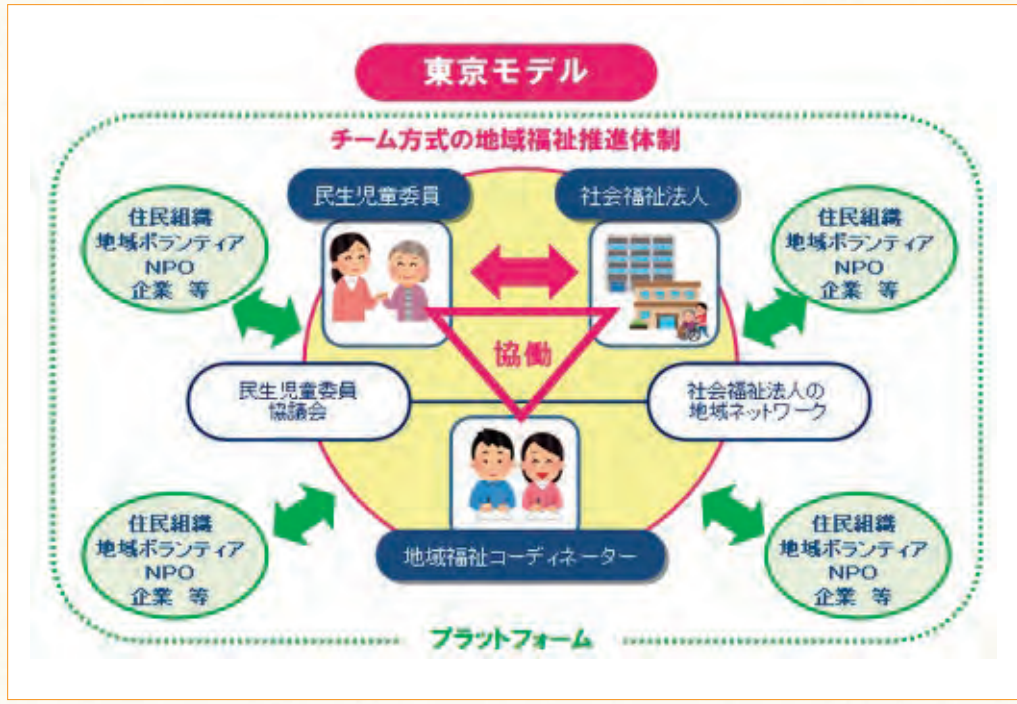 東京モデル
チーム方式の地域福祉推進体制
民生児童委員
社会福祉法人
住民組織
地域ボランティア
NPO
企業 等
住民組織
地域ボランティア
NPO
企業 等
協働
民生児童委員
協議会
社会福祉法人の
地域ネットワーク
住民組織
地域ボランティア
NPO
企業 等
地域福祉コーディネーター
住民組織
地域ボランティア
NPO
企業 等
プラットフォーム